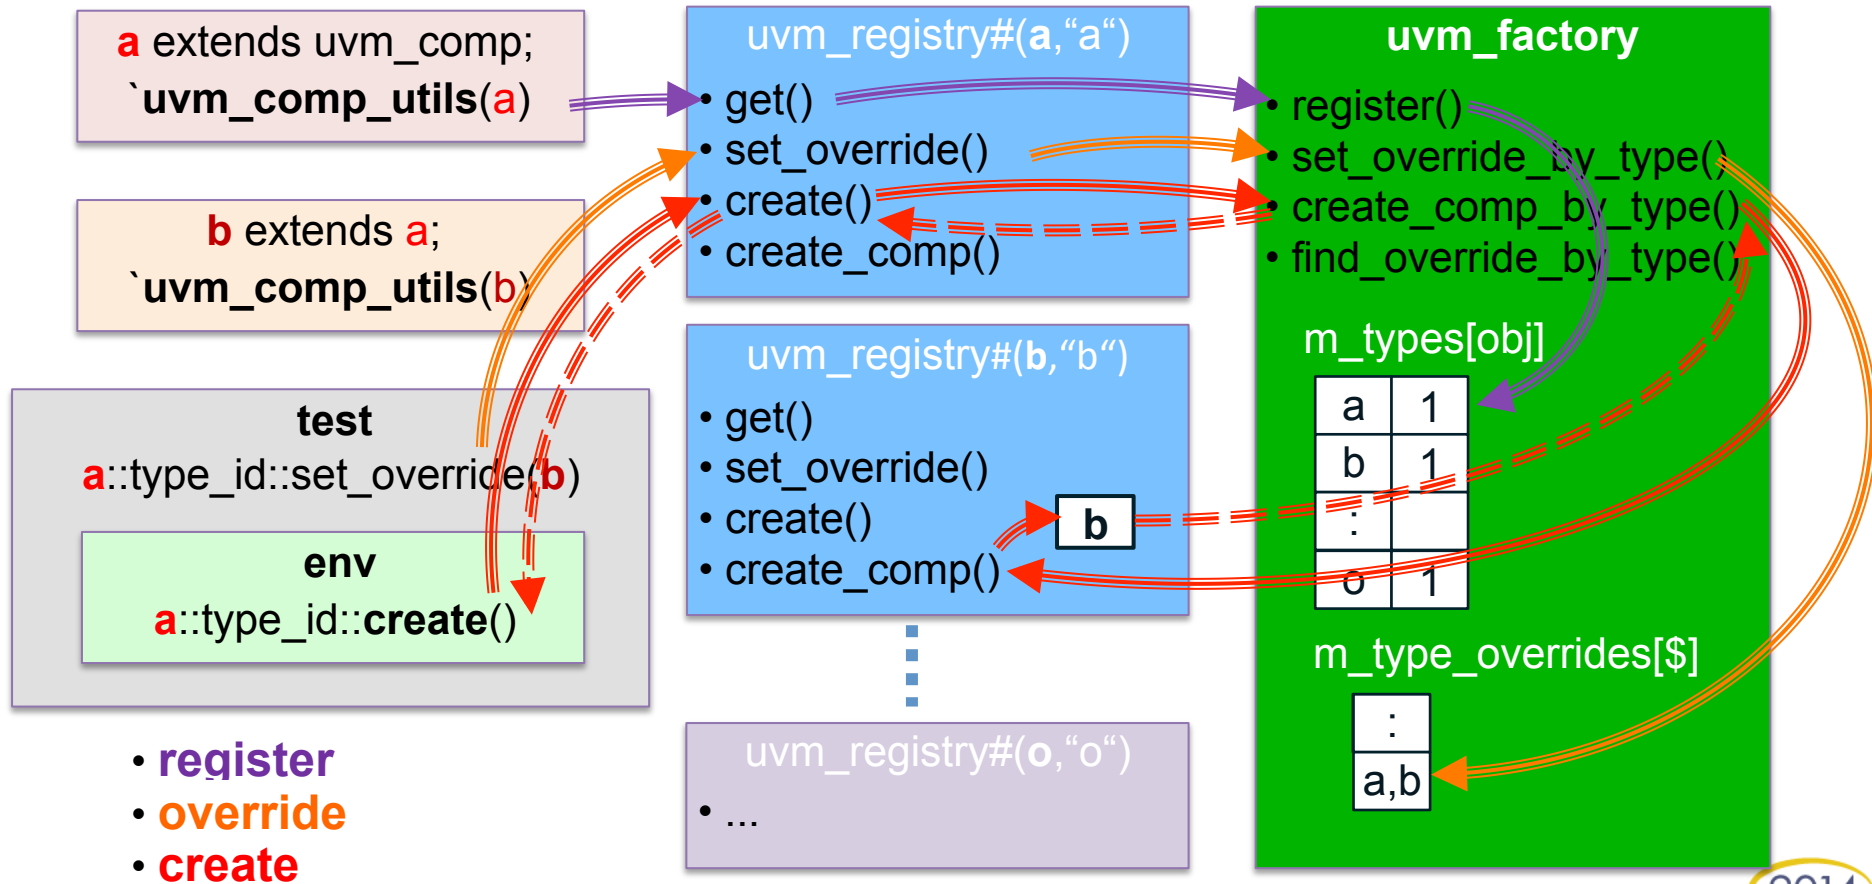 a extends uvm_comp;
`uvm_comp_utils(a)
b extends a;
`uvm_comp_utils(b)
test
a::type_id::set_override(b)
env
a::type_id::create()
• register
• override
• create
uvm_registry#(a,“a“)
• get()
• set_override()
• create()
• create_comp()
uvm_registry#(b,“b“)
• get()
• set_override()
• create()
• create_comp()
b
uvm_registry#(o,“o“)
• ...
uvm_factory
• register()
• set_override_by_type()
• create_comp_by_type()
• find_override_by_type()
m_types[obj]
a 1
b 1
:
o 1
m_type_overrides[$]
:
a,b
2014